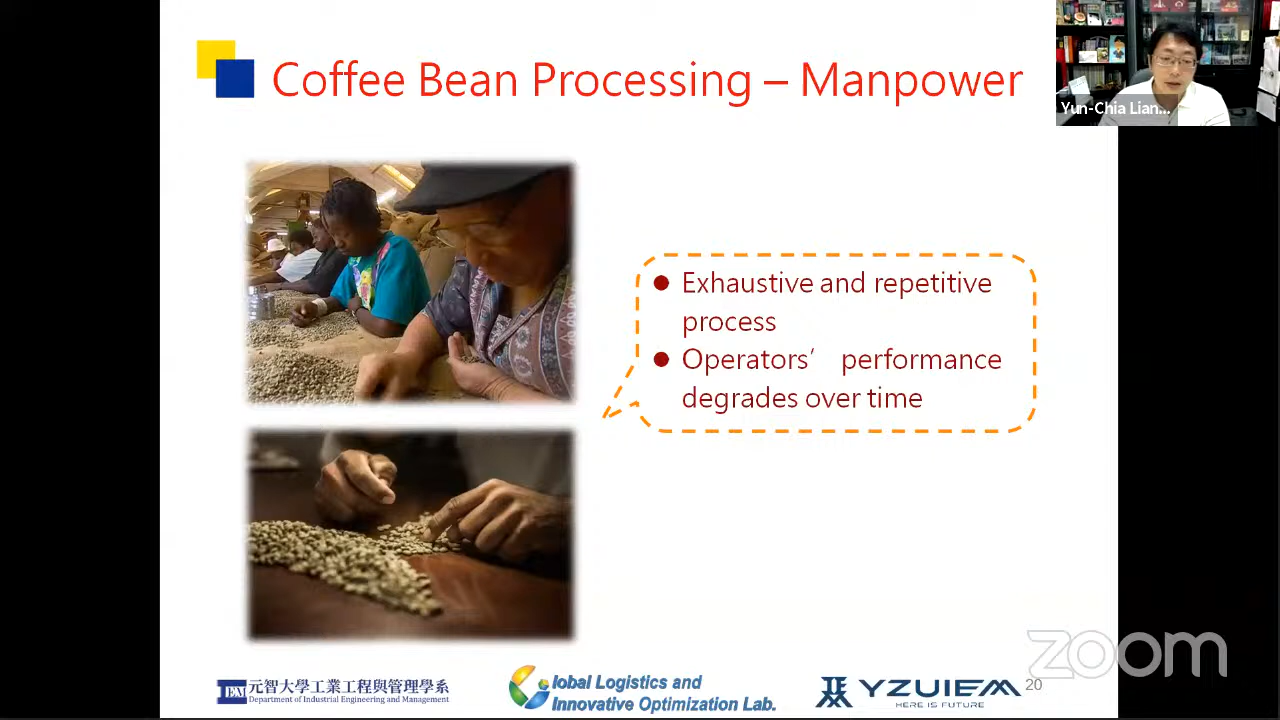 Coffee Bean Processing – Manpower
Yun-Chia Lian...
● Exhaustive and repetitive
process
● Operators’ performance
degrades over time
zoom
IEM 元智大學工業工程與管理學系
Department of Industrial Engineering and Management
Global Logistics and
Innovative Optimization Lab.
YZUIEM
HERE IS FUTURE
20